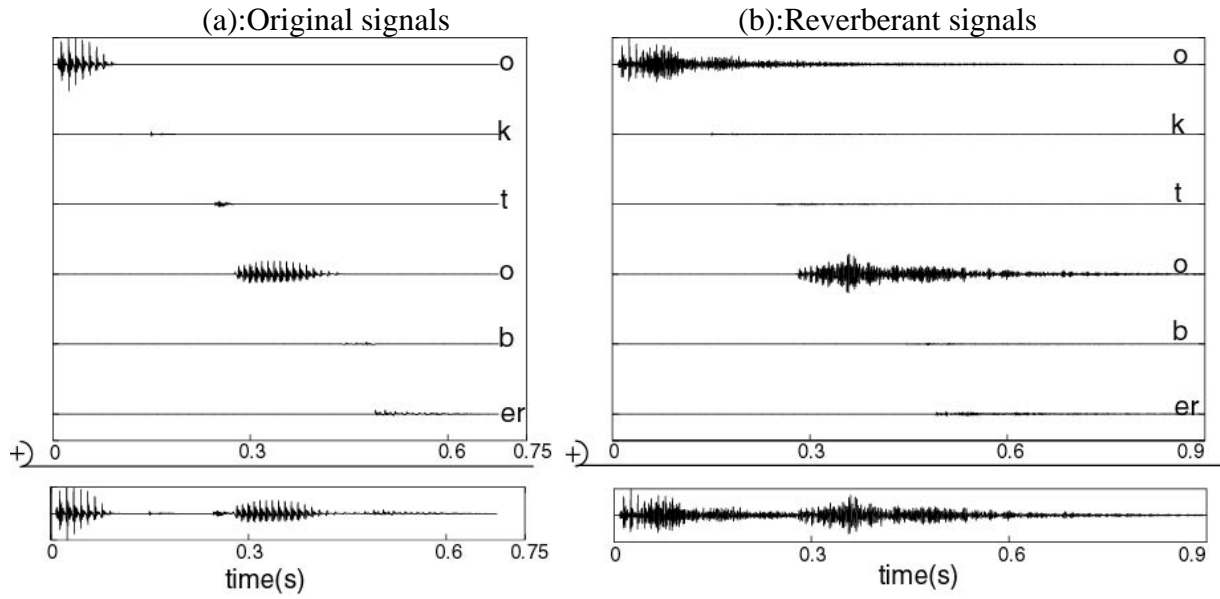 (a):Original signals
o
k
t
o
b
er
0 0.3 0.6 0.75
+
0 0.3 0.6 0.75
time(s)
(b):Reverberant signals
o
k
t
o
b
er
0 0.3 0.6 0.9
+
0 0.3 0.6 0.9
time(s)